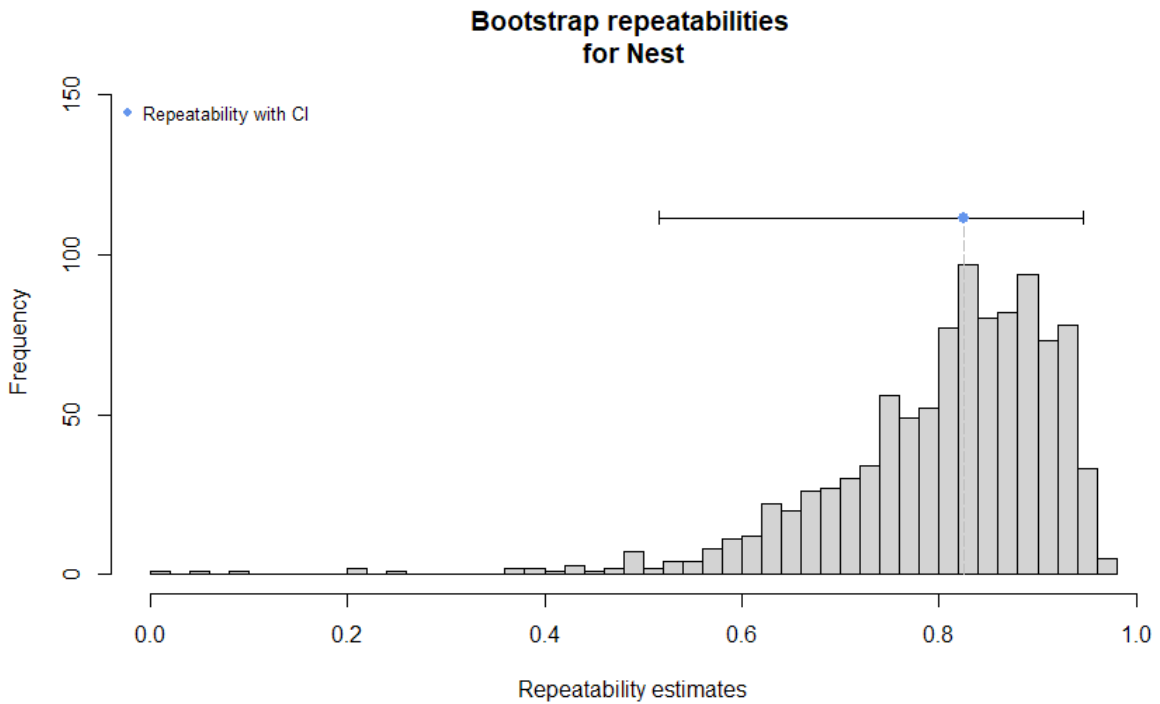 Bootstrap repeatabilities
for Nest
Repeatability with CI
Frequency
150
100
50
0
0.0 0.2 0.4 0.6 0.8 1.0
Repeatability estimates